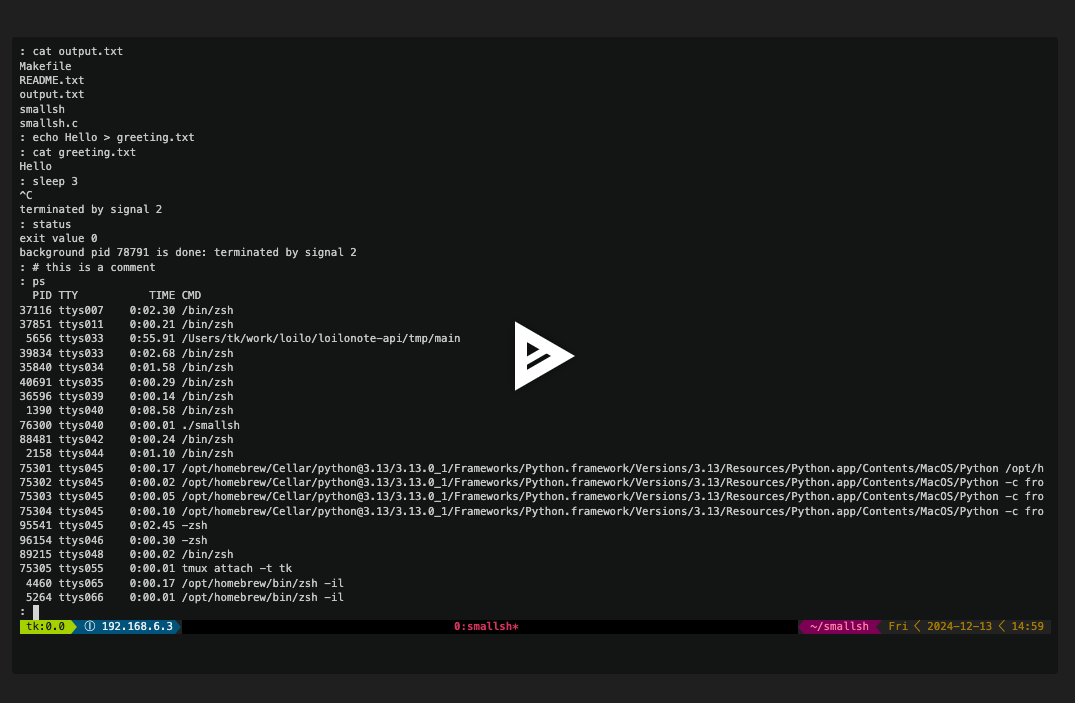 : cat output.txt
Makefile
README.txt
output.txt
smallsh
smallsh.c
: echo Hello > greeting.txt
: cat greeting.txt
Hello
: sleep 3
^C
terminated by signal 2
: status
exit value 0
background pid 78791 is done: terminated by signal 2
: # this is a comment
: ps
  PID TTY           TIME CMD
37116 ttys007    0:02.30 /bin/zsh
37851 ttys011    0:00.21 /bin/zsh
 5656 ttys033    0:55.91 /Users/tk/work/loilo/loilonote-api/tmp/main
39834 ttys033    0:02.68 /bin/zsh
35840 ttys034    0:01.58 /bin/zsh
40691 ttys035    0:00.29 /bin/zsh
36596 ttys039    0:00.14 /bin/zsh
 1390 ttys040    0:08.58 /bin/zsh
76300 ttys040    0:00.01 ./smallsh
88481 ttys042    0:00.24 /bin/zsh
 2158 ttys044    0:01.10 /bin/zsh
75301 ttys045    0:00.17 /opt/homebrew/Cellar/python@3.13/3.13.0_1/Frameworks/Python.framework/Versions/3.13/Resources/Python.app/Contents/MacOS/Python /opt/h
75302 ttys045    0:00.02 /opt/homebrew/Cellar/python@3.13/3.13.0_1/Frameworks/Python.framework/Versions/3.13/Resources/Python.app/Contents/MacOS/Python -c fro
75303 ttys045    0:00.05 /opt/homebrew/Cellar/python@3.13/3.13.0_1/Frameworks/Python.framework/Versions/3.13/Resources/Python.app/Contents/MacOS/Python -c fro
75304 ttys045    0:00.10 /opt/homebrew/Cellar/python@3.13/3.13.0_1/Frameworks/Python.framework/Versions/3.13/Resources/Python.app/Contents/MacOS/Python -c fro
95541 ttys045    0:02.45 -zsh
96154 ttys046    0:00.30 -zsh
89215 ttys048    0:00.02 /bin/zsh
75305 ttys055    0:00.01 tmux attach -t tk
 4460 ttys065    0:00.17 /opt/homebrew/bin/zsh -il
 5264 ttys066    0:00.01 /opt/homebrew/bin/zsh -il
:
tk:0.0 Ⓘ 192.168.6.3 0:smallsh* ~/smallsh Fri < 2024-12-13 < 14:59